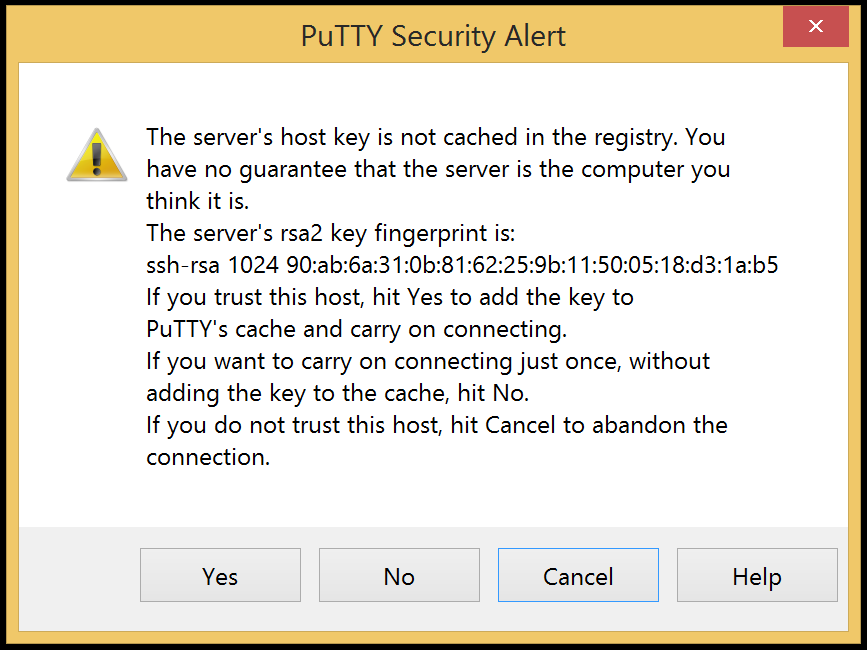 PuTTY Security Alert
The server's host key is not cached in the registry. You
have no guarantee that the server is the computer you
think it is.
The server's rsa2 key fingerprint is:
ssh-rsa 1024 90:ab:6a:31:0b:81:62:25:9b:11:50:05:18:d3:1a:b5
If you trust this host, hit Yes to add the key to
PuTTY's cache and carry on connecting.
If you want to carry on connecting just once, without
adding the key to the cache, hit No.
If you do not trust this host, hit Cancel to abandon the
connection.
Yes No Cancel Help